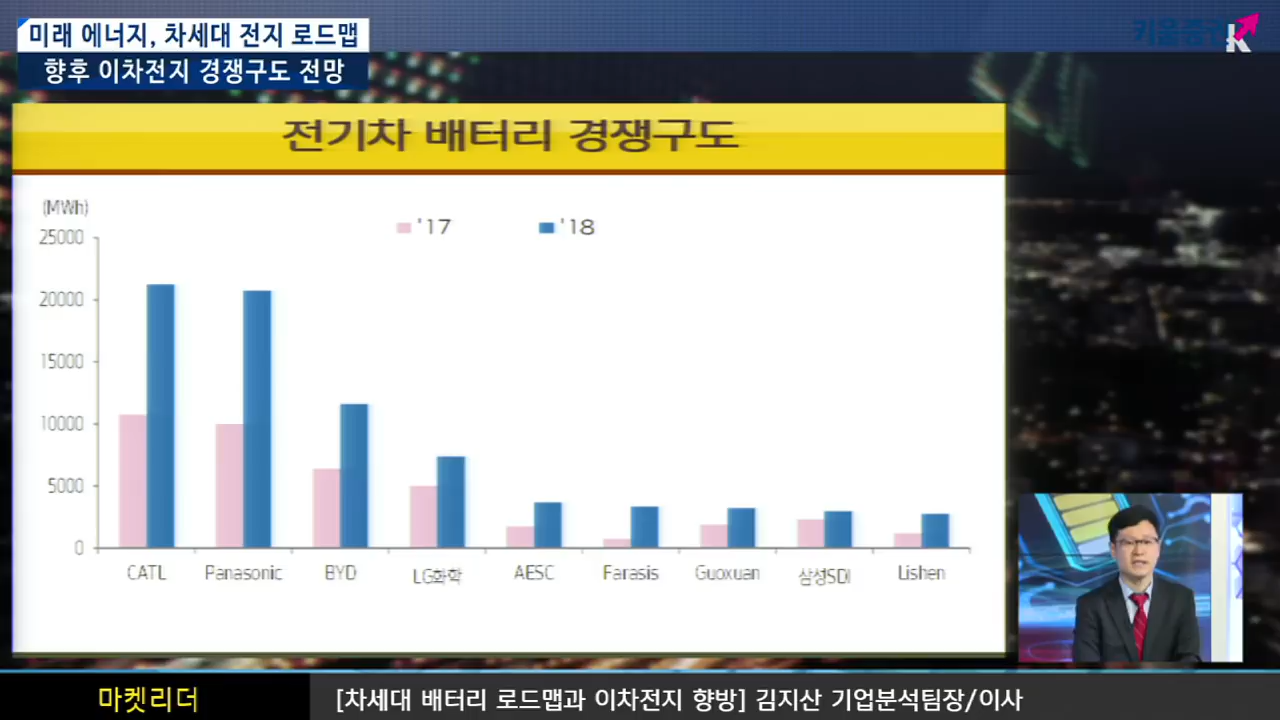 미래 에너지, 차세대 전지 로드맵
키움증권
향후 이차전지 경쟁구도 전망
전기차 배터리 경쟁구도
(MWh)
'17 '18
25000
20000
15000
10000
5000
0
CATL Panasonic BYD LG화학 AESC Farasis Guoxuan 삼성SDI Lishen
마켓리더 [차세대 배터리 로드맵과 이차전지 향방] 김지산 기업분석팀장/이사